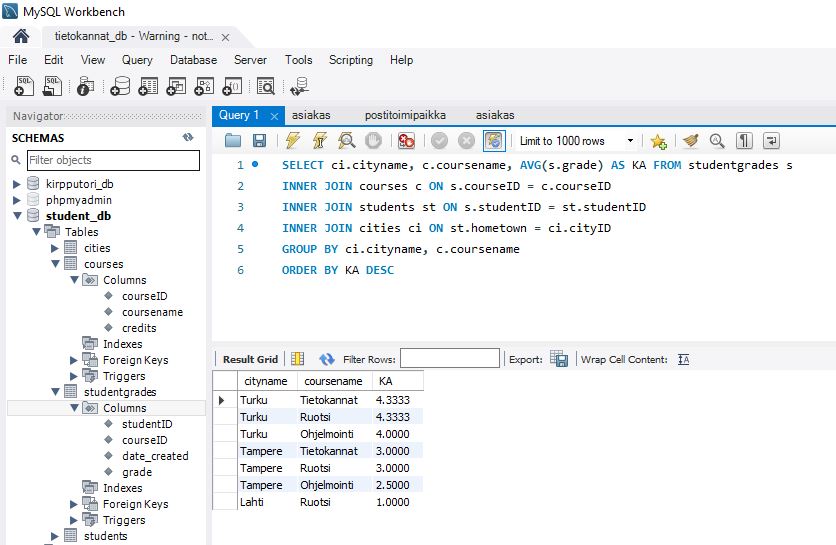 MySQL Workbench
tietokannat_db - Warning - not... x
File Edit View Query Database Server Tools Scripting Help
Navigator
SCHEMAS
Filter objects
kirpputori_db
phpmyadmin
student_db
Tables
cities
courses
Columns
courseID
coursename
credits
Indexes
Foreign Keys
Triggers
studentgrades
Columns
studentID
courseID
date_created
grade
Indexes
Foreign Keys
Triggers
students
Query 1 x asiakas postitoimipaikka asiakas
Limit to 1000 rows
1 SELECT ci.cityname, c.coursename, AVG(s.grade) AS KA FROM studentgrades s
2 INNER JOIN courses c ON s.courseID = c.courseID
3 INNER JOIN students st ON s.studentID = st.studentID
4 INNER JOIN cities ci ON st.hometown = ci.cityID
5 GROUP BY ci.cityname, c.coursename
6 ORDER BY KA DESC
Result Grid Filter Rows: Export: Wrap Cell Content:
cityname coursename KA
Turku Tietokannat 4.3333
Turku Ruotsi 4.3333
Turku Ohjelmointi 4.0000
Tampere Tietokannat 3.0000
Tampere Ruotsi 3.0000
Tampere Ohjelmointi 2.5000
Lahti Ruotsi 1.0000